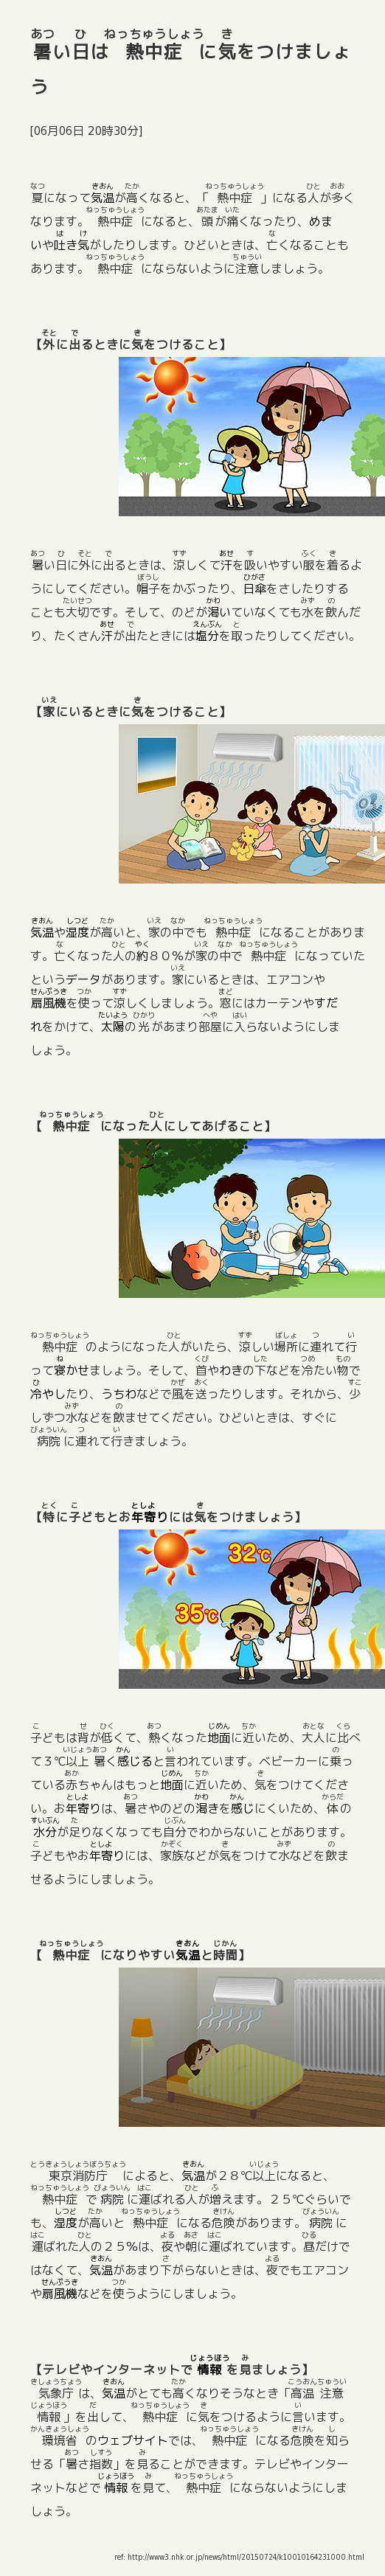 暑い日は 熱中症 に気をつけましょ
う
[06月06日 20時30分]
夏になって気温が高くなると、「 熱中症 」になる人が多く
なります。 熱中症 になると、頭が痛くなったり、めま
いや吐き気がしたりします。ひどいときは、亡くなることも
あります。 熱中症 にならないように注意しましょう。
【外に出るときに気をつけること】
暑い日に外に出るときは、涼しくて汗を吸いやすい服を着るよ
うにしてください。帽子をかぶったり、日傘をさしたりする
ことも大切です。そして、のどが渇いていなくても水を飲んだ
り、たくさん汗が出たときには塩分を取ったりしてください。
【家にいるときに気をつけること】
気温や湿度が高いと、家の中でも 熱中症 になることがありま
す。亡くなった人の約８０％が家の中で 熱中症 になっていた
というデータがあります。家にいるときは、エアコンや
扇風機を使って涼しくしましょう。窓にはカーテンやすだ
れをかけて、太陽の光があまり部屋に入らないようにしま
しょう。
【 熱中症 になった人にしてあげること】
熱中症 のようになった人がいたら、涼しい場所に連れて行
って寝かせましょう。そして、首やわきの下などを冷たい物で
冷やしたり、うちわなどで風を送ったりします。それから、少
しずつ水などを飲ませてください。ひどいときは、すぐに
病院 に連れて行きましょう。
【特に子どもとお年寄りには気をつけましょう】
32℃
35℃
子どもは背が低くて、熱くなった地面に近いため、大人に比べ
て３℃以上 暑く感じると言われています。ベビーカーに乗っ
ている赤ちゃんはもっと地面に近いため、気をつけてくださ
い。お年寄りは、暑さやのどの渇きを感じにくいため、体の
水分が足りなくなっても自分でわからないことがあります。
子どもやお年寄りには、家族などが気をつけて水などを飲ま
せるようにしましょう。
【 熱中症 になりやすい気温と時間】
東京消防庁 によると、気温が２８℃以上になると、
熱中症 で 病院 に運ばれる人が増えます。２５℃ぐらいで
も、湿度が高いと 熱中症 になる危険があります。 病院 に
運ばれた人の２５％は、夜や朝に運ばれています。昼だけで
はなくて、気温があまり下がらないときは、夜でもエアコン
や扇風機などを使うようにしましょう。
【テレビやインターネットで 情報 を見ましょう】
気象庁 は、気温がとても高くなりそうなとき「高温 注意
情報 」を出して、 熱中症 に気をつけるように言います。
環境省 のウェブサイトでは、 熱中症 になる危険を知ら
せる「暑さ指数」を見ることができます。テレビやインター
ネットなどで 情報 を見て、 熱中症 にならないようにしま
しょう。
ref: http://www3.nhk.or.jp/news/html/20150724/k10010164231000.html